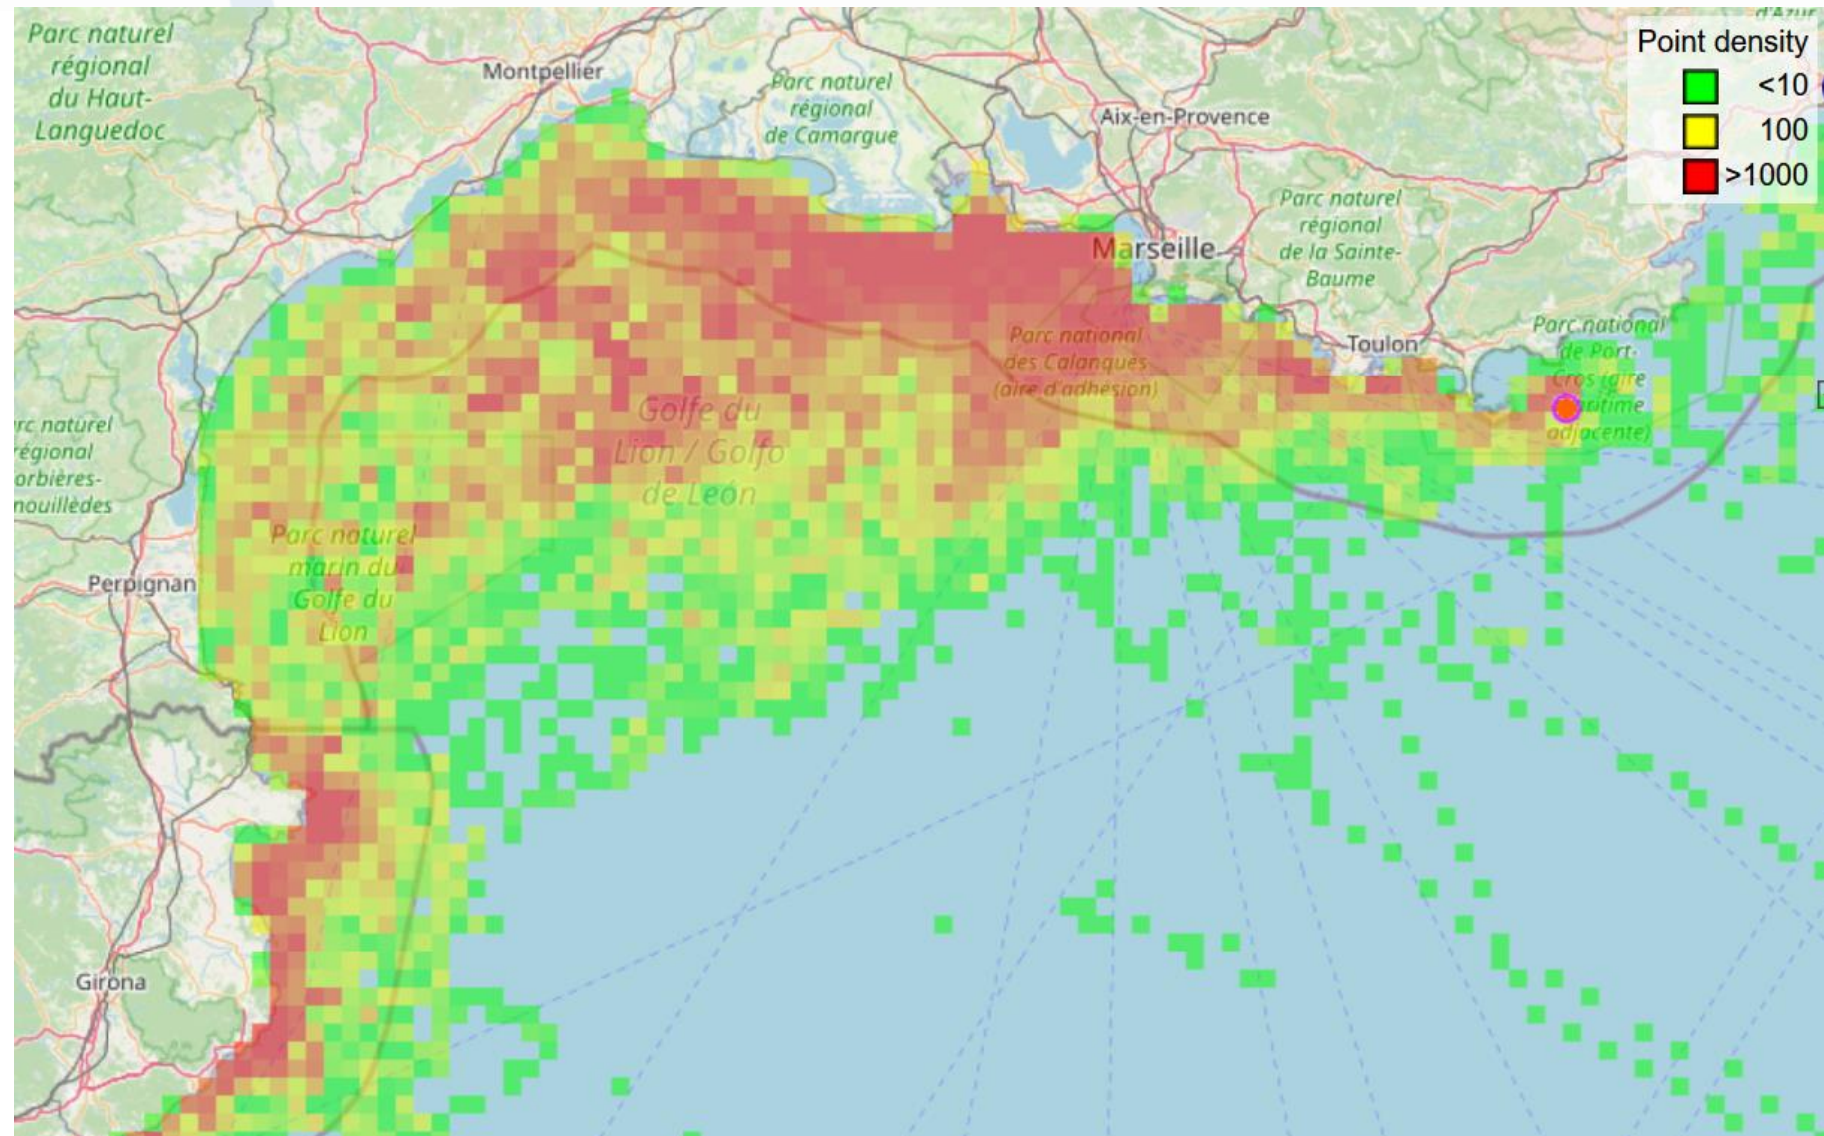 Parc naturel
régional
du Haut-
Languedoc
Montpellier
Parc naturel
régional
de Camargue
Aix-en-Provence
d'Azur
Point density
<10
100
>1000
Parc naturel
régional
de la Sainte-
Baume
Marseille
Parc national
des Calanques
(aire d'adhésion)
Toulon
Parc national
de Port-
Cros (aire
maritime
adjacente)
Golfe du
Lion / Golfo
de León
rc naturel
régional
orbières-
nouillèdes
Parc naturel
marin du
Golfe du
Lion
Perpignan
Girona